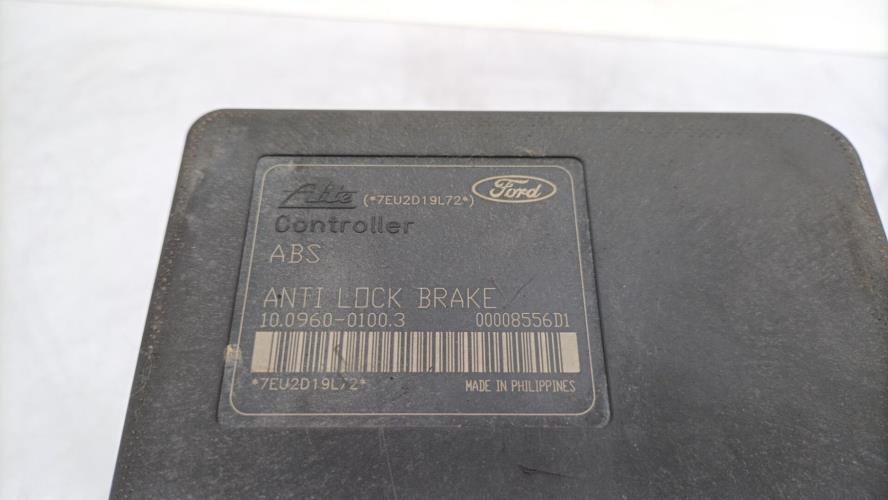 Ate (*7EU2D19L72*) Ford
Controller
ABS
ANTI LOCK BRAKE
10.0960-0100.3 00008556D1
*7EU2D19L72* MADE IN PHILIPPINES